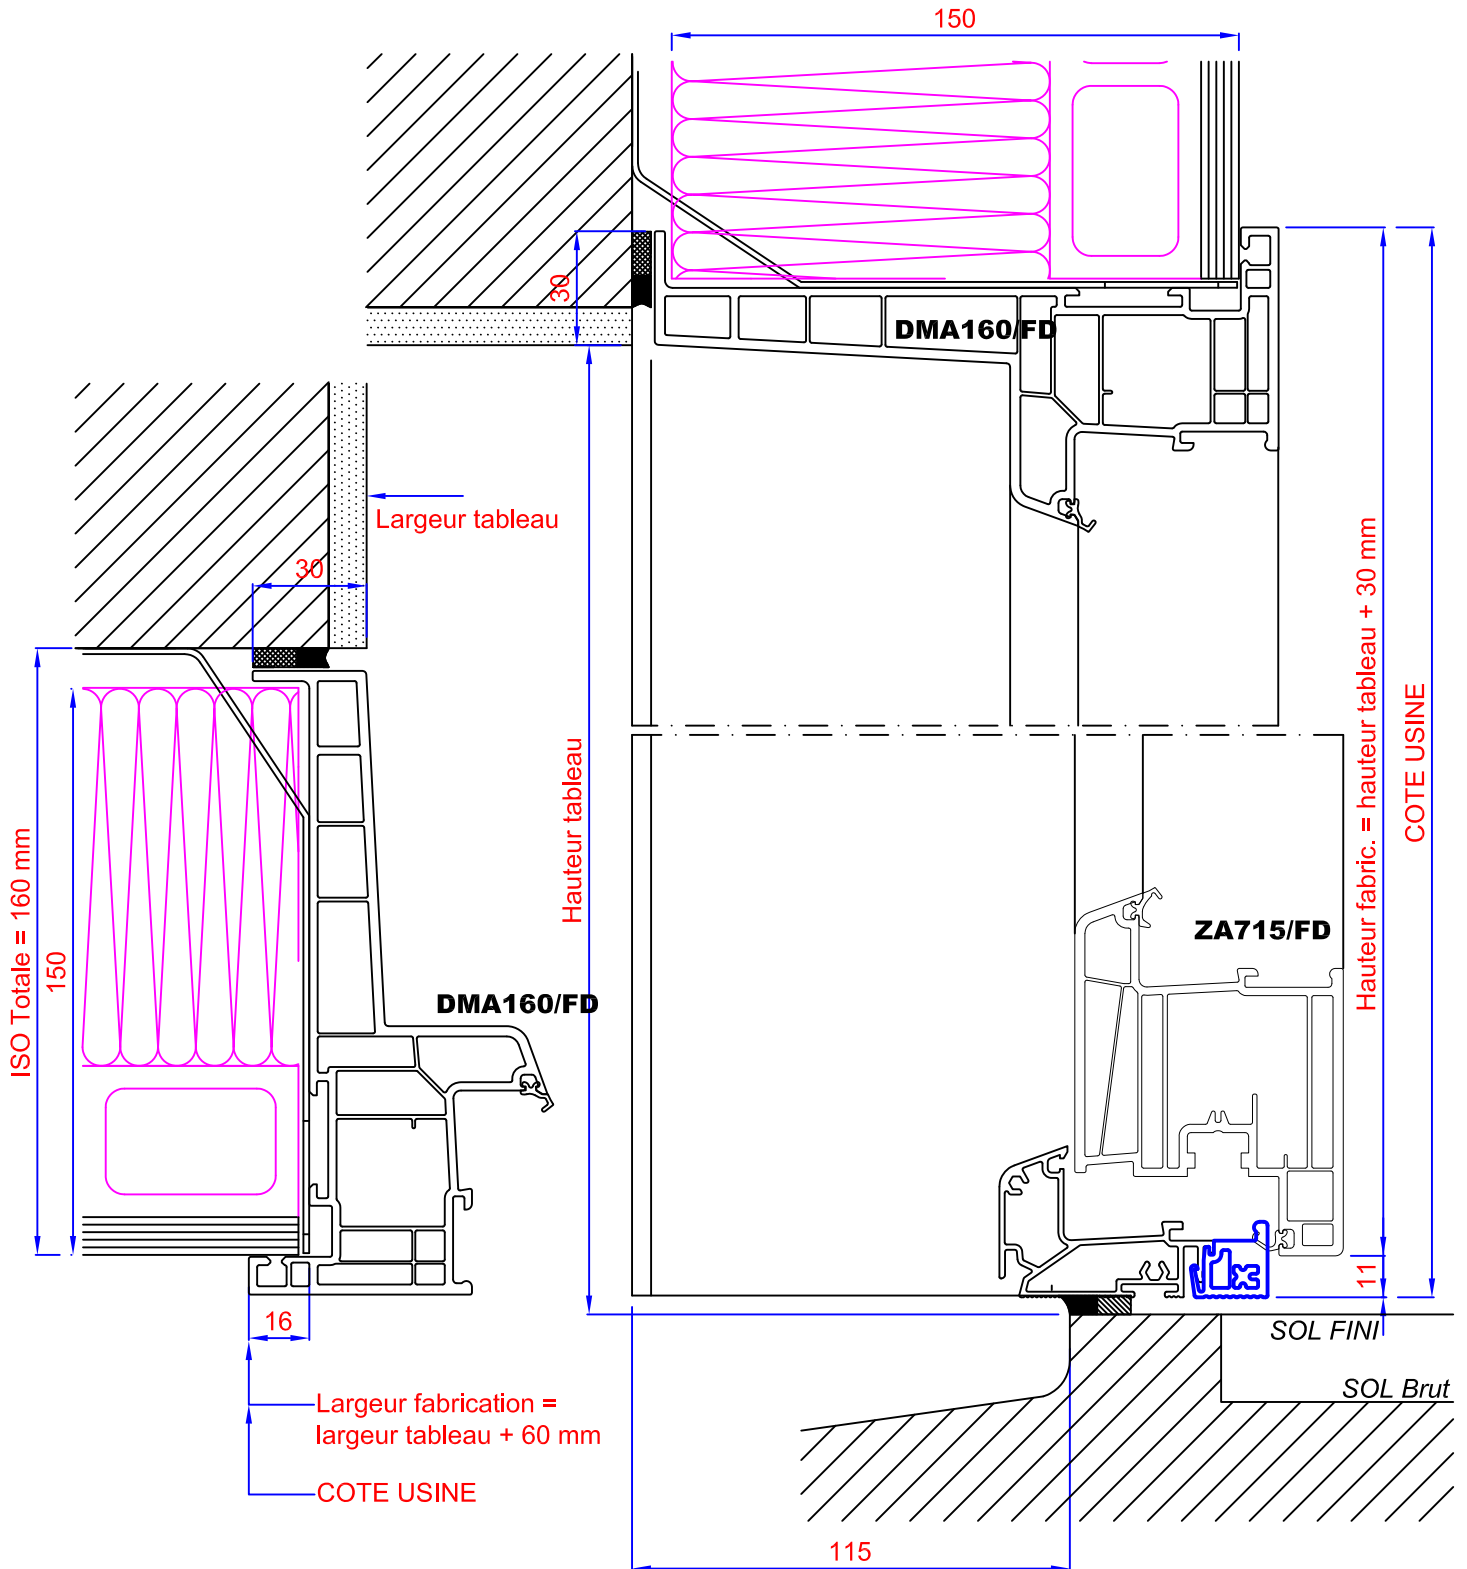 150
30
DMA160/FD
Largeur tableau
30
Hauteur tableau
Hauteur fabric. = hauteur tableau + 30 mm
COTE USINE
ISO Totale = 160 mm
150
DMA160/FD
ZA715/FD
11
16
SOL FINI
SOL Brut
Largeur fabrication =
largeur tableau + 60 mm
COTE USINE
115